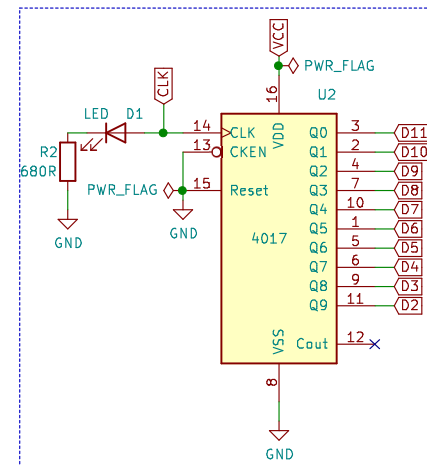 VCC
PWR_FLAG
CLK
16
U2
LED D1
14
CLK
VDD
Q0
3
D11
13
CKEN
Q1
2
D10
R2
680R
Q2
4
D9
PWR_FLAG
15
Reset
Q3
7
D8
Q4
10
D7
GND
GND
4017
Q5
1
D6
Q6
5
D5
Q7
6
D4
Q8
9
D3
Q9
11
D2
VSS
Cout
12
8
GND